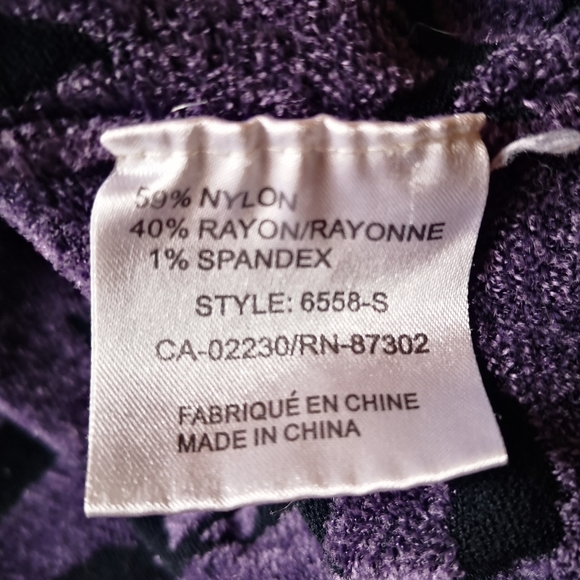 59% NYLON
40% RAYON/RAYONNE
1% SPANDEX
STYLE: 6558-S
CA-02230/RN-87302
FABRIQUÉ EN CHINE
MADE IN CHINA